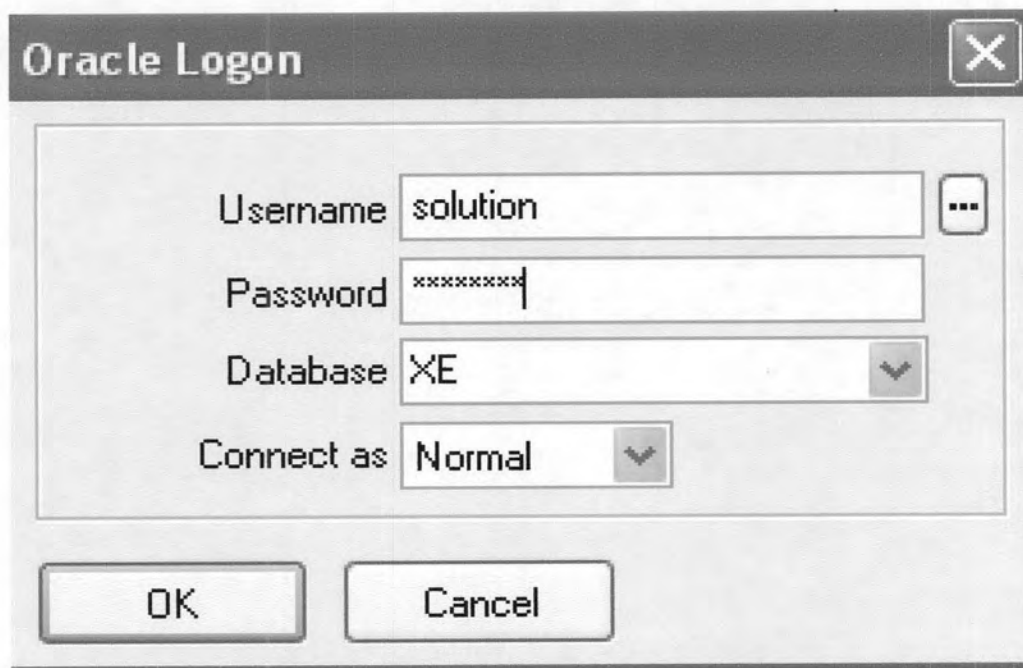 Oracle Logon
Username solution ...
Password ********
Database XE
Connect as Normal
OK Cancel